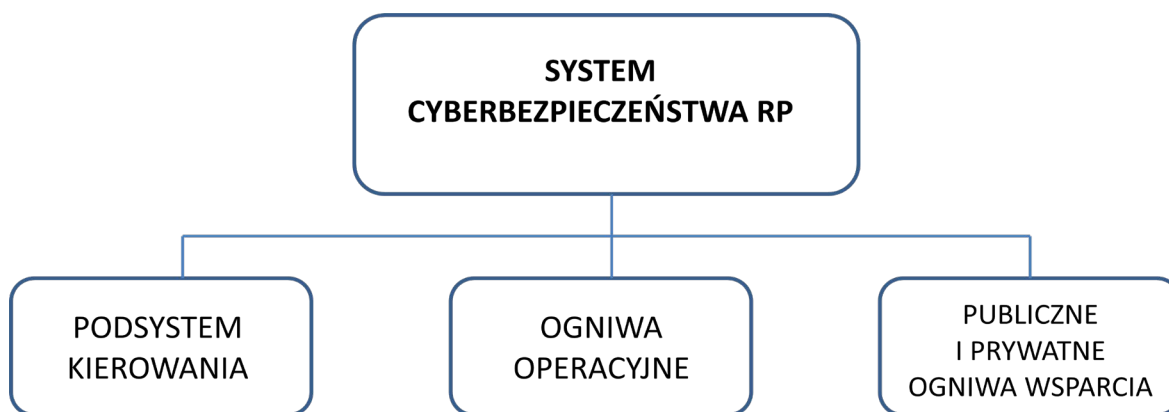 SYSTEM
CYBERBEZPIECZEŃSTWA RP
PODSYSTEM
KIEROWANIA
OGNIWA
OPERACYJNE
PUBLICZNE
I PRYWATNE
OGNIWA WSPARCIA